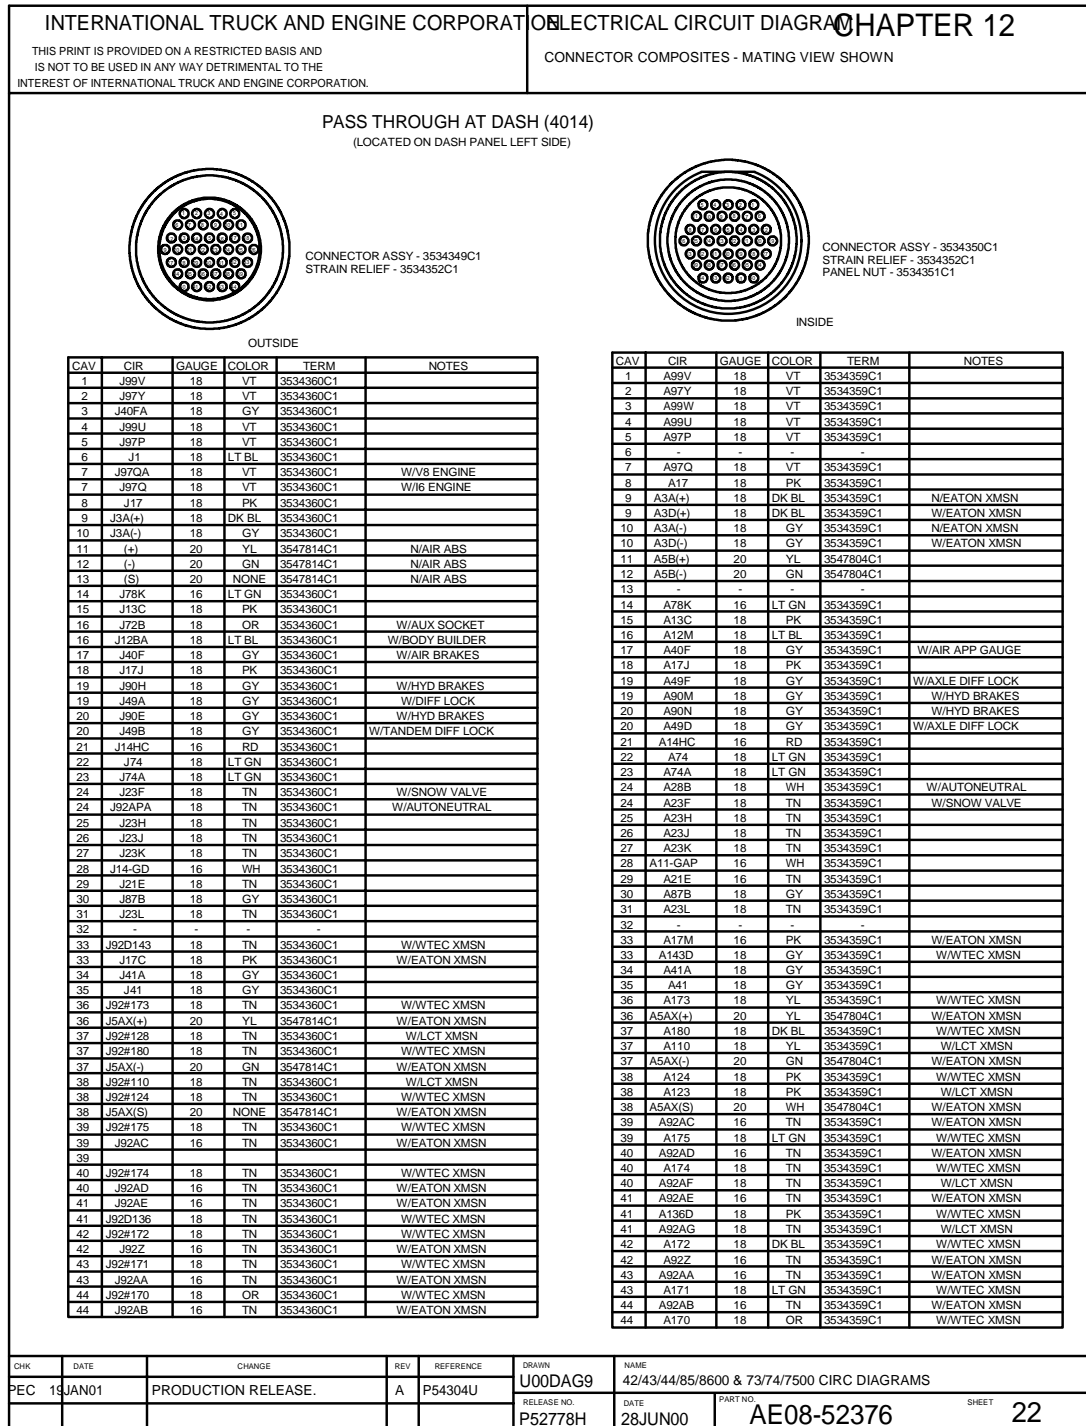 INTERNATIONAL TRUCK AND ENGINE CORPORATION
THIS PRINT IS PROVIDED ON A RESTRICTED BASIS AND
IS NOT TO BE USED IN ANY WAY DETRIMENTAL TO THE
INTEREST OF INTERNATIONAL TRUCK AND ENGINE CORPORATION.
ELECTRICAL CIRCUIT DIAGRAM
CHAPTER 12
CONNECTOR COMPOSITES - MATING VIEW SHOWN
PASS THROUGH AT DASH (4014)
(LOCATED ON DASH PANEL LEFT SIDE)
CONNECTOR ASSY - 3534349C1
STRAIN RELIEF - 3534352C1
OUTSIDE
CONNECTOR ASSY - 3534350C1
STRAIN RELIEF - 3534352C1
PANEL NUT - 3534351C1
INSIDE
CAV CIR GAUGE COLOR TERM NOTES
1 J99V 18 VT 3534360C1
2 J97Y 18 VT 3534360C1
3 J40FA 18 GY 3534360C1
4 J99U 18 VT 3534360C1
5 J97P 18 VT 3534360C1
6 J1 18 LT BL 3534360C1
7 J97QA 18 VT 3534360C1 W/V8 ENGINE
7 J97Q 18 VT 3534360C1 W/I6 ENGINE
8 J17 18 PK 3534360C1
9 J3A(+) 18 DK BL 3534360C1
10 J3A(-) 18 GY 3534360C1
11 (+) 20 YL 3547814C1 N/AIR ABS
12 (-) 20 GN 3547814C1 N/AIR ABS
13 (S) 20 NONE 3547814C1 N/AIR ABS
14 J78K 16 LT GN 3534360C1
15 J13C 18 PK 3534360C1
16 J72B 18 OR 3534360C1 W/AUX SOCKET
16 J12BA 18 LT BL 3534360C1 W/BODY BUILDER
17 J40F 18 GY 3534360C1 W/AIR BRAKES
18 J17J 18 PK 3534360C1
19 J90H 18 GY 3534360C1 W/HYD BRAKES
19 J49A 18 GY 3534360C1 W/DIFF LOCK
20 J90E 18 GY 3534360C1 W/HYD BRAKES
20 J49B 18 GY 3534360C1 W/TANDEM DIFF LOCK
21 J14HC 16 RD 3534360C1
22 J74 18 LT GN 3534360C1
23 J74A 18 LT GN 3534360C1
24 J23F 18 TN 3534360C1 W/SNOW VALVE
24 J92APA 18 TN 3534360C1 W/AUTONEUTRAL
25 J23H 18 TN 3534360C1
26 J23J 18 TN 3534360C1
27 J23K 18 TN 3534360C1
28 J14-GD 16 WH 3534360C1
29 J21E 18 TN 3534360C1
30 J87B 18 GY 3534360C1
31 J23L 18 TN 3534360C1
32 - - - -
33 J92D143 18 TN 3534360C1 W/WTEC XMSN
33 J17C 18 PK 3534360C1 W/EATON XMSN
34 J41A 18 GY 3534360C1
35 J41 18 GY 3534360C1
36 J92#173 18 TN 3534360C1 W/WTEC XMSN
36 J5AX(+) 20 YL 3547814C1 W/EATON XMSN
37 J92#128 18 TN 3534360C1 W/LCT XMSN
37 J92#180 18 TN 3534360C1 W/WTEC XMSN
37 J5AX(-) 20 GN 3547814C1 W/EATON XMSN
38 J92#110 18 TN 3534360C1 W/LCT XMSN
38 J92#124 18 TN 3534360C1 W/WTEC XMSN
38 J5AX(S) 20 NONE 3547814C1 W/EATON XMSN
39 J92#175 18 TN 3534360C1 W/WTEC XMSN
39 J92AC 16 TN 3534360C1 W/EATON XMSN
39
40 J92#174 18 TN 3534360C1 W/WTEC XMSN
40 J92AD 16 TN 3534360C1 W/EATON XMSN
41 J92AE 16 TN 3534360C1 W/EATON XMSN
41 J92D136 18 TN 3534360C1 W/WTEC XMSN
42 J92#172 18 TN 3534360C1 W/WTEC XMSN
42 J92Z 16 TN 3534360C1 W/EATON XMSN
43 J92#171 18 TN 3534360C1 W/WTEC XMSN
43 J92AA 16 TN 3534360C1 W/EATON XMSN
44 J92#170 18 OR 3534360C1 W/WTEC XMSN
44 J92AB 16 TN 3534360C1 W/EATON XMSN
CAV CIR GAUGE COLOR TERM NOTES
1 A99V 18 VT 3534359C1
2 A97Y 18 VT 3534359C1
3 A99W 18 VT 3534359C1
4 A99U 18 VT 3534359C1
5 A97P 18 VT 3534359C1
6 - - - -
7 A97Q 18 VT 3534359C1
8 A17 18 PK 3534359C1
9 A3A(+) 18 DK BL 3534359C1 N/EATON XMSN
9 A3D(+) 18 DK BL 3534359C1 W/EATON XMSN
10 A3A(-) 18 GY 3534359C1 N/EATON XMSN
10 A3D(-) 18 GY 3534359C1 W/EATON XMSN
11 A5B(+) 20 YL 3547804C1
12 A5B(-) 20 GN 3547804C1
13 - - - -
14 A78K 16 LT GN 3534359C1
15 A13C 18 PK 3534359C1
16 A12M 18 LT BL 3534359C1
17 A40F 18 GY 3534359C1 W/AIR APP GAUGE
18 A17J 18 PK 3534359C1
19 A49F 18 GY 3534359C1 W/AXLE DIFF LOCK
19 A90M 18 GY 3534359C1 W/HYD BRAKES
20 A90N 18 GY 3534359C1 W/HYD BRAKES
20 A49D 18 GY 3534359C1 W/AXLE DIFF LOCK
21 A14HC 16 RD 3534359C1
22 A74 18 LT GN 3534359C1
23 A74A 18 LT GN 3534359C1
24 A28B 18 WH 3534359C1 W/AUTONEUTRAL
24 A23F 18 TN 3534359C1 W/SNOW VALVE
25 A23H 18 TN 3534359C1
26 A23J 18 TN 3534359C1
27 A23K 18 TN 3534359C1
28 A11-GAP 16 WH 3534359C1
29 A21E 16 TN 3534359C1
30 A87B 18 GY 3534359C1
31 A23L 18 TN 3534359C1
32 - - - -
33 A17M 16 PK 3534359C1 W/EATON XMSN
33 A143D 18 GY 3534359C1 W/WTEC XMSN
34 A41A 18 GY 3534359C1
35 A41 18 GY 3534359C1
36 A173 18 YL 3534359C1 W/WTEC XMSN
36 A5AX(+) 20 YL 3547804C1 W/EATON XMSN
37 A180 18 DK BL 3534359C1 W/WTEC XMSN
37 A110 18 YL 3534359C1 W/LCT XMSN
37 A5AX(-) 20 GN 3547804C1 W/EATON XMSN
38 A124 18 PK 3534359C1 W/WTEC XMSN
38 A123 18 PK 3534359C1 W/LCT XMSN
38 A5AX(S) 20 WH 3547804C1 W/EATON XMSN
39 A92AC 16 TN 3534359C1 W/EATON XMSN
39 A175 18 LT GN 3534359C1 W/WTEC XMSN
40 A92AD 16 TN 3534359C1 W/EATON XMSN
40 A174 18 TN 3534359C1 W/WTEC XMSN
40 A92AF 18 TN 3534359C1 W/LCT XMSN
41 A92AE 16 TN 3534359C1 W/EATON XMSN
41 A136D 18 PK 3534359C1 W/WTEC XMSN
41 A92AG 18 TN 3534359C1 W/LCT XMSN
42 A172 18 DK BL 3534359C1 W/WTEC XMSN
42 A92Z 16 TN 3534359C1 W/EATON XMSN
43 A92AA 16 TN 3534359C1 W/EATON XMSN
43 A171 18 LT GN 3534359C1 W/WTEC XMSN
44 A92AB 16 TN 3534359C1 W/EATON XMSN
44 A170 18 OR 3534359C1 W/WTEC XMSN
CHK DATE CHANGE REV REFERENCE
PEC 19JAN01 PRODUCTION RELEASE. A P54304U
DRAWN
U00DAG9
NAME
42/43/44/85/8600 & 73/74/7500 CIRC DIAGRAMS
RELEASE NO.
P52778H
DATE
28JUN00
PART NO.
AE08-52376
SHEET 22